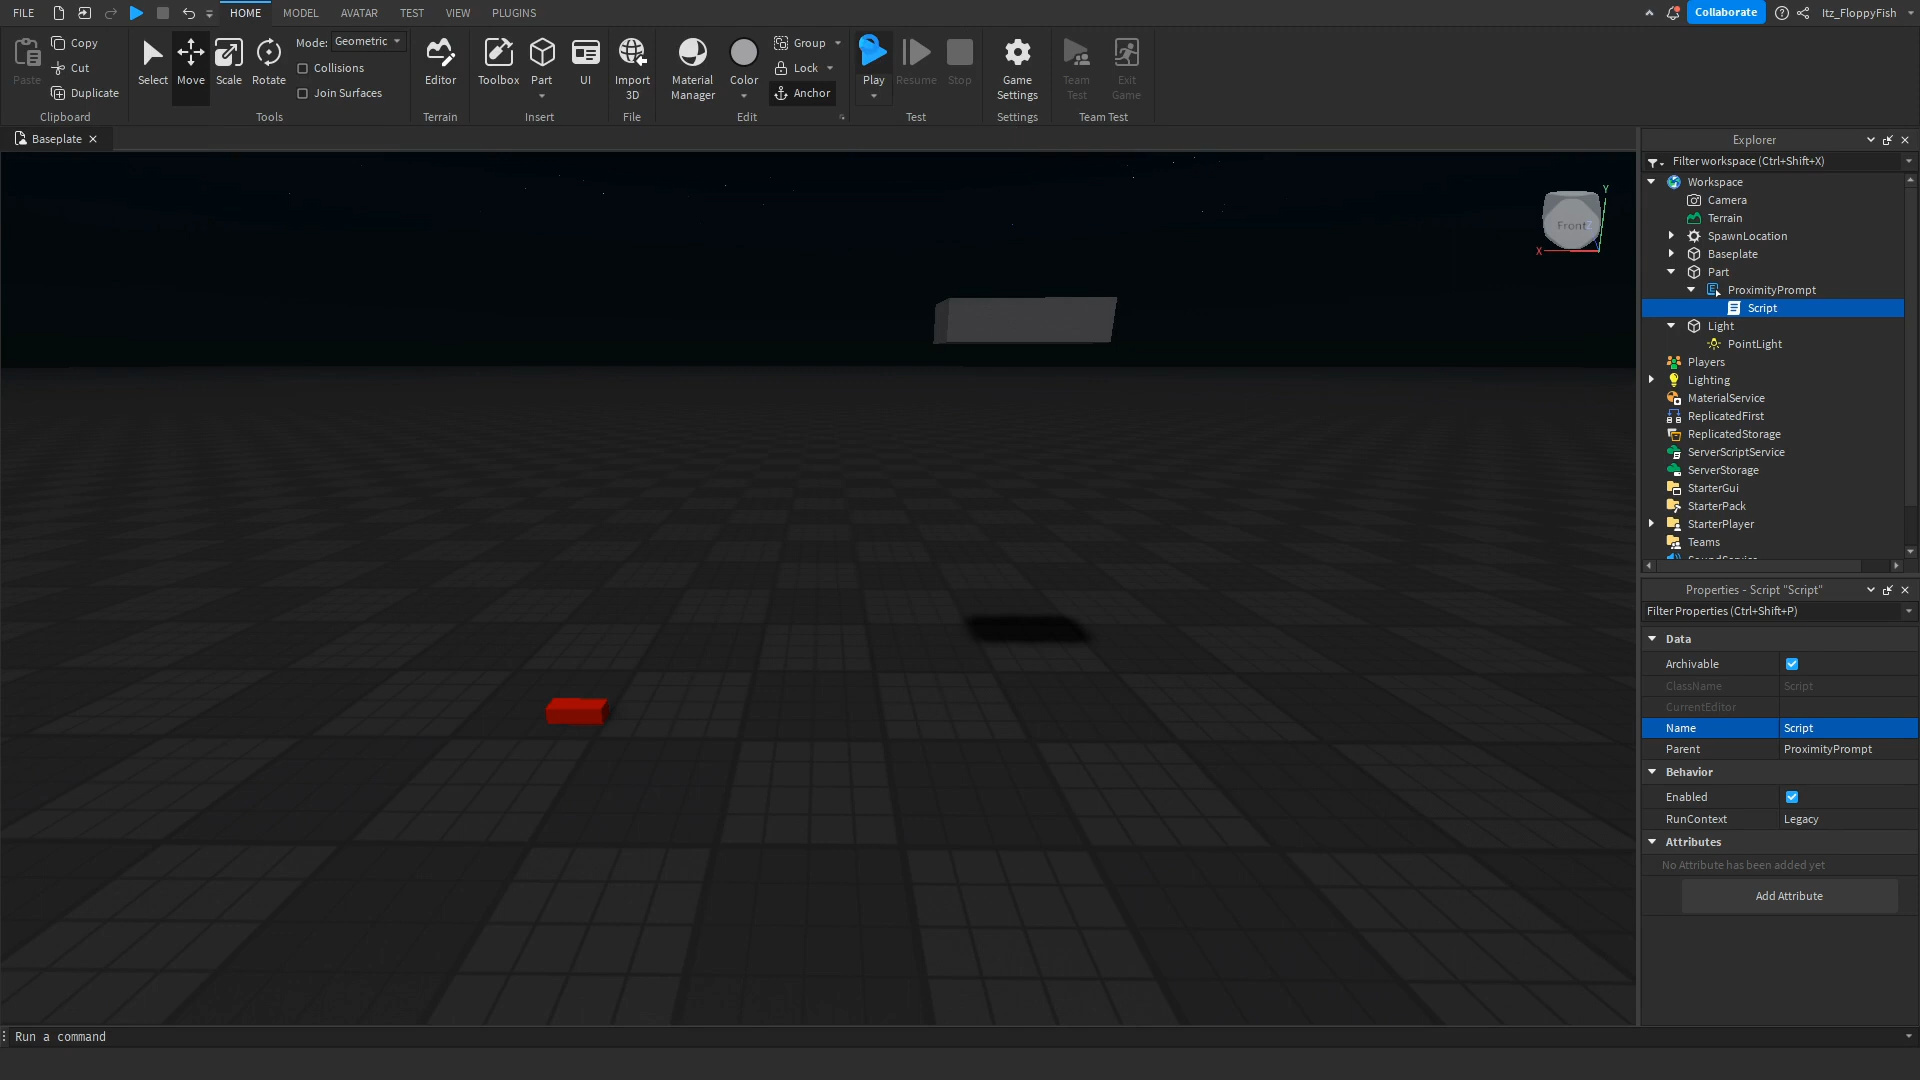 FILE HOME MODEL AVATAR TEST VIEW PLUGINS Collaborate Itz_FloppyFish
Paste Copy Cut Duplicate
Clipboard
Select Move Scale Rotate Mode: Geometric
Collisions
Join Surfaces
Tools
Editor
Terrain
Toolbox Part UI
Insert
Import 3D
File
Material Manager Color Group Lock Anchor
Edit
Play Resume Stop
Test
Game Settings
Settings
Team Test Exit Game
Team Test
Baseplate
Front
X
Y
Z
Explorer
Filter workspace (Ctrl+Shift+X)
Workspace
Camera
Terrain
SpawnLocation
Baseplate
Part
ProximityPrompt
Script
Light
PointLight
Players
Lighting
MaterialService
ReplicatedFirst
ReplicatedStorage
ServerScriptService
ServerStorage
StarterGui
StarterPack
StarterPlayer
Teams
SoundService
Properties - Script "Script"
Filter Properties (Ctrl+Shift+P)
Data
Archivable
ClassName Script
CurrentEditor
Name Script
Parent ProximityPrompt
Behavior
Enabled
RunContext Legacy
Attributes
No Attribute has been added yet
Add Attribute
Run a command